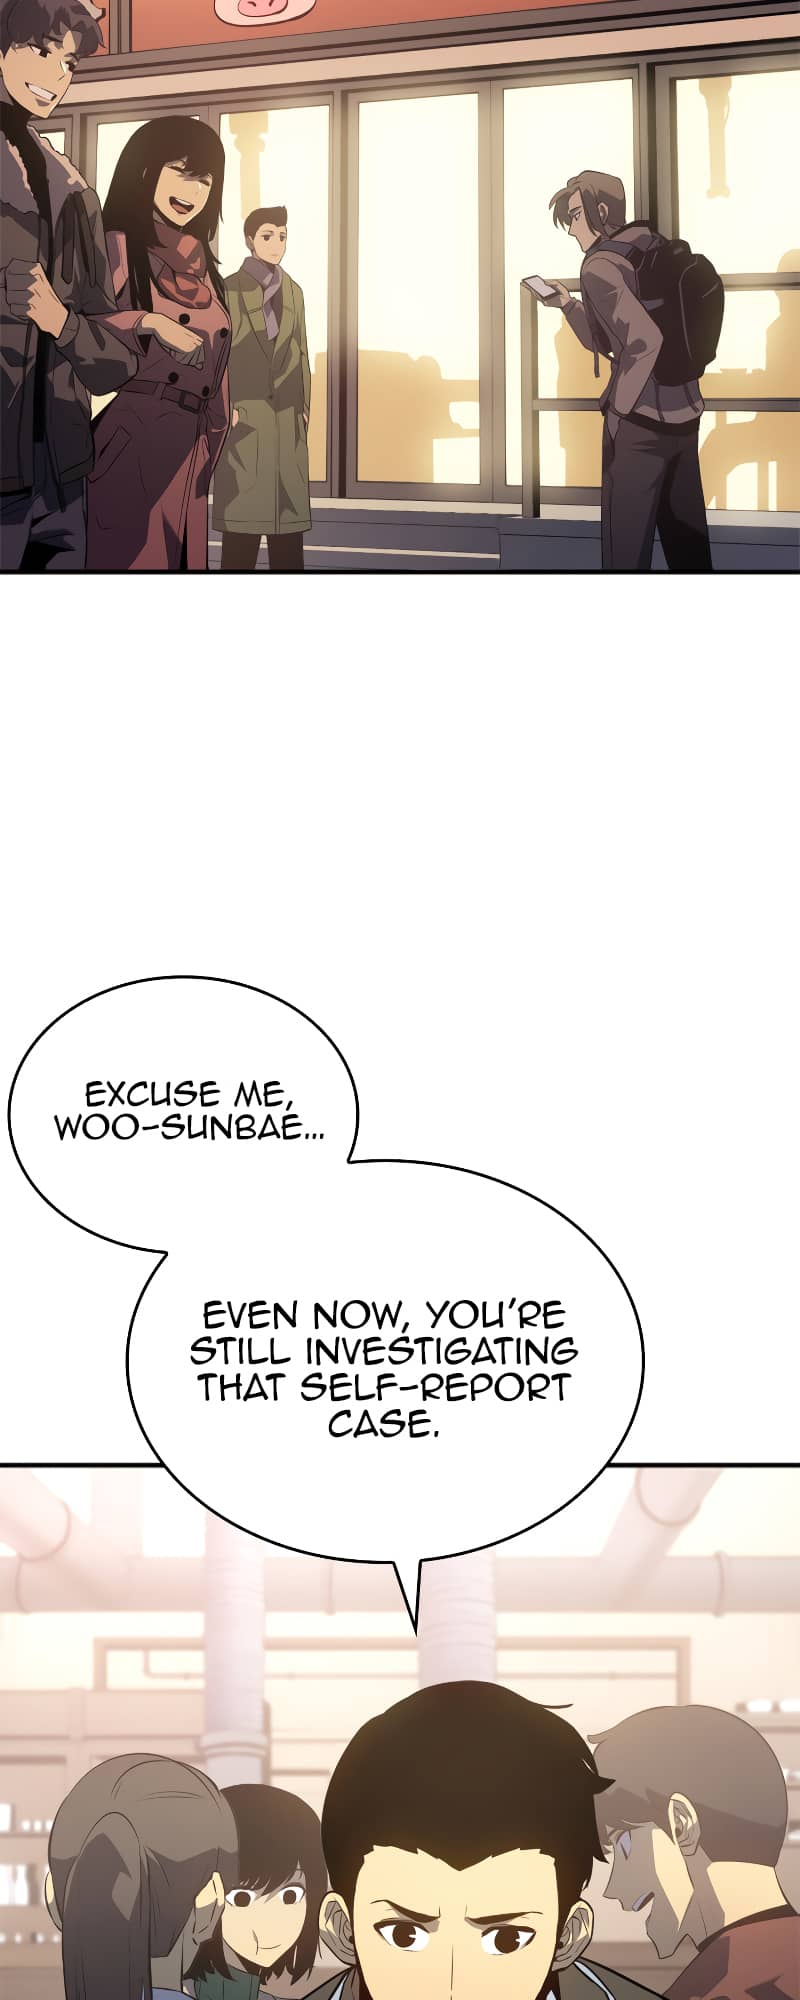 EXCUSE ME,
WOO-SUNBAE...
EVEN NOW, YOU'RE
STILL INVESTIGATING
THAT SELF-REPORT
CASE.